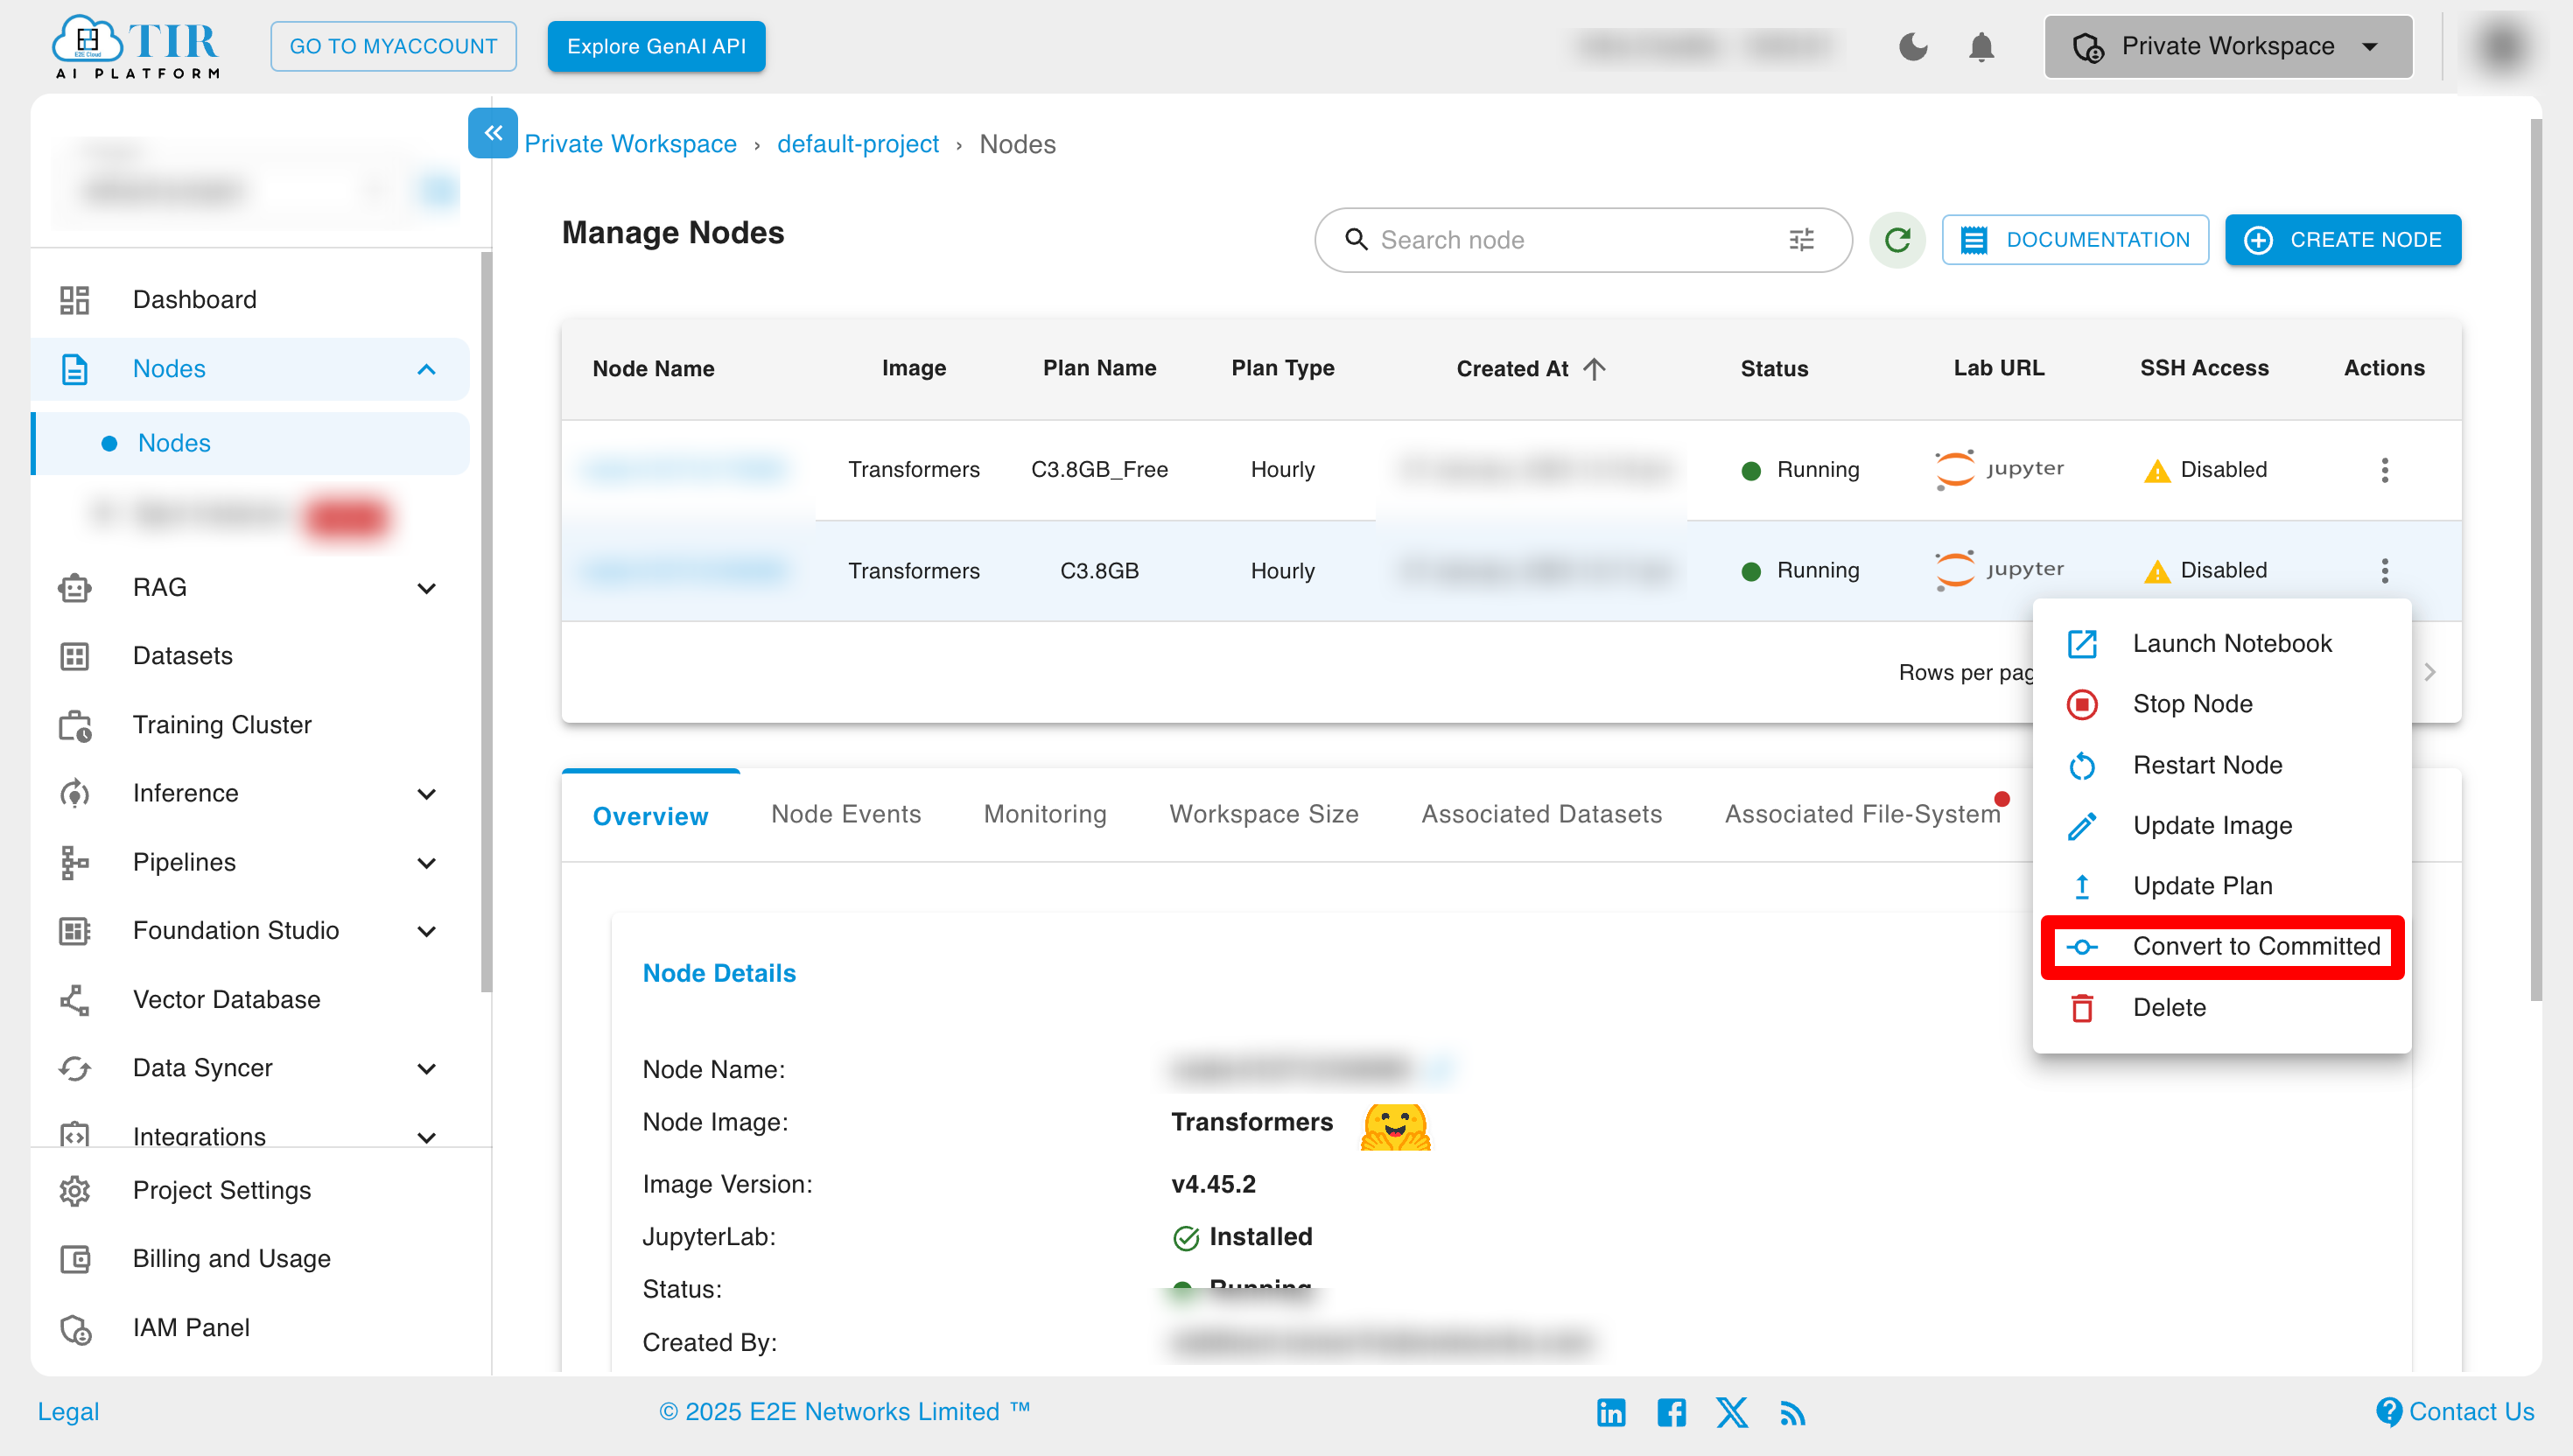 E2E Cloud
TIR
AI PLATFORM
GO TO MYACCOUNT
Explore GenAI API
Private Workspace
Private Workspace › default-project › Nodes
Manage Nodes
Search node
DOCUMENTATION
CREATE NODE
Dashboard
Nodes
Nodes
RAG
Datasets
Training Cluster
Inference
Pipelines
Foundation Studio
Vector Database
Data Syncer
Integrations
Project Settings
Billing and Usage
IAM Panel
Node Name Image Plan Name Plan Type Created At Status Lab URL SSH Access Actions
Transformers C3.8GB_Free Hourly Running jupyter Disabled
Transformers C3.8GB Hourly Running jupyter Disabled
Rows per pag
Launch Notebook
Stop Node
Restart Node
Update Image
Update Plan
Convert to Committed
Delete
Overview Node Events Monitoring Workspace Size Associated Datasets Associated File-System
Node Details
Node Name:
Node Image: Transformers
Image Version: v4.45.2
JupyterLab: Installed
Status: Running
Created By:
Legal
© 2025 E2E Networks Limited ™
Contact Us